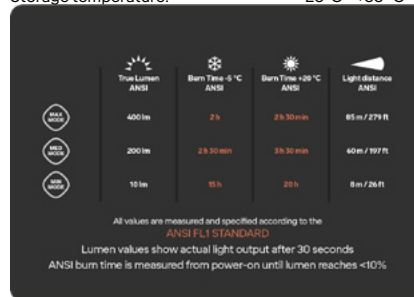 True Lumen ANSI
Burn Time -5 °C ANSI
Burn Time +20 °C ANSI
Light distance ANSI
MAX MODE 400 lm 2 h 2 h 30 min 85 m / 279 ft
MED MODE 200 lm 2 h 30 min 3 h 30 min 60 m / 197 ft
MIN MODE 10 lm 15 h 20 h 8 m / 26 ft
All values are measured and specified according to the
ANSI FL1 STANDARD
Lumen values show actual light output after 30 seconds
ANSI burn time is measured from power-on until lumen reaches <10%